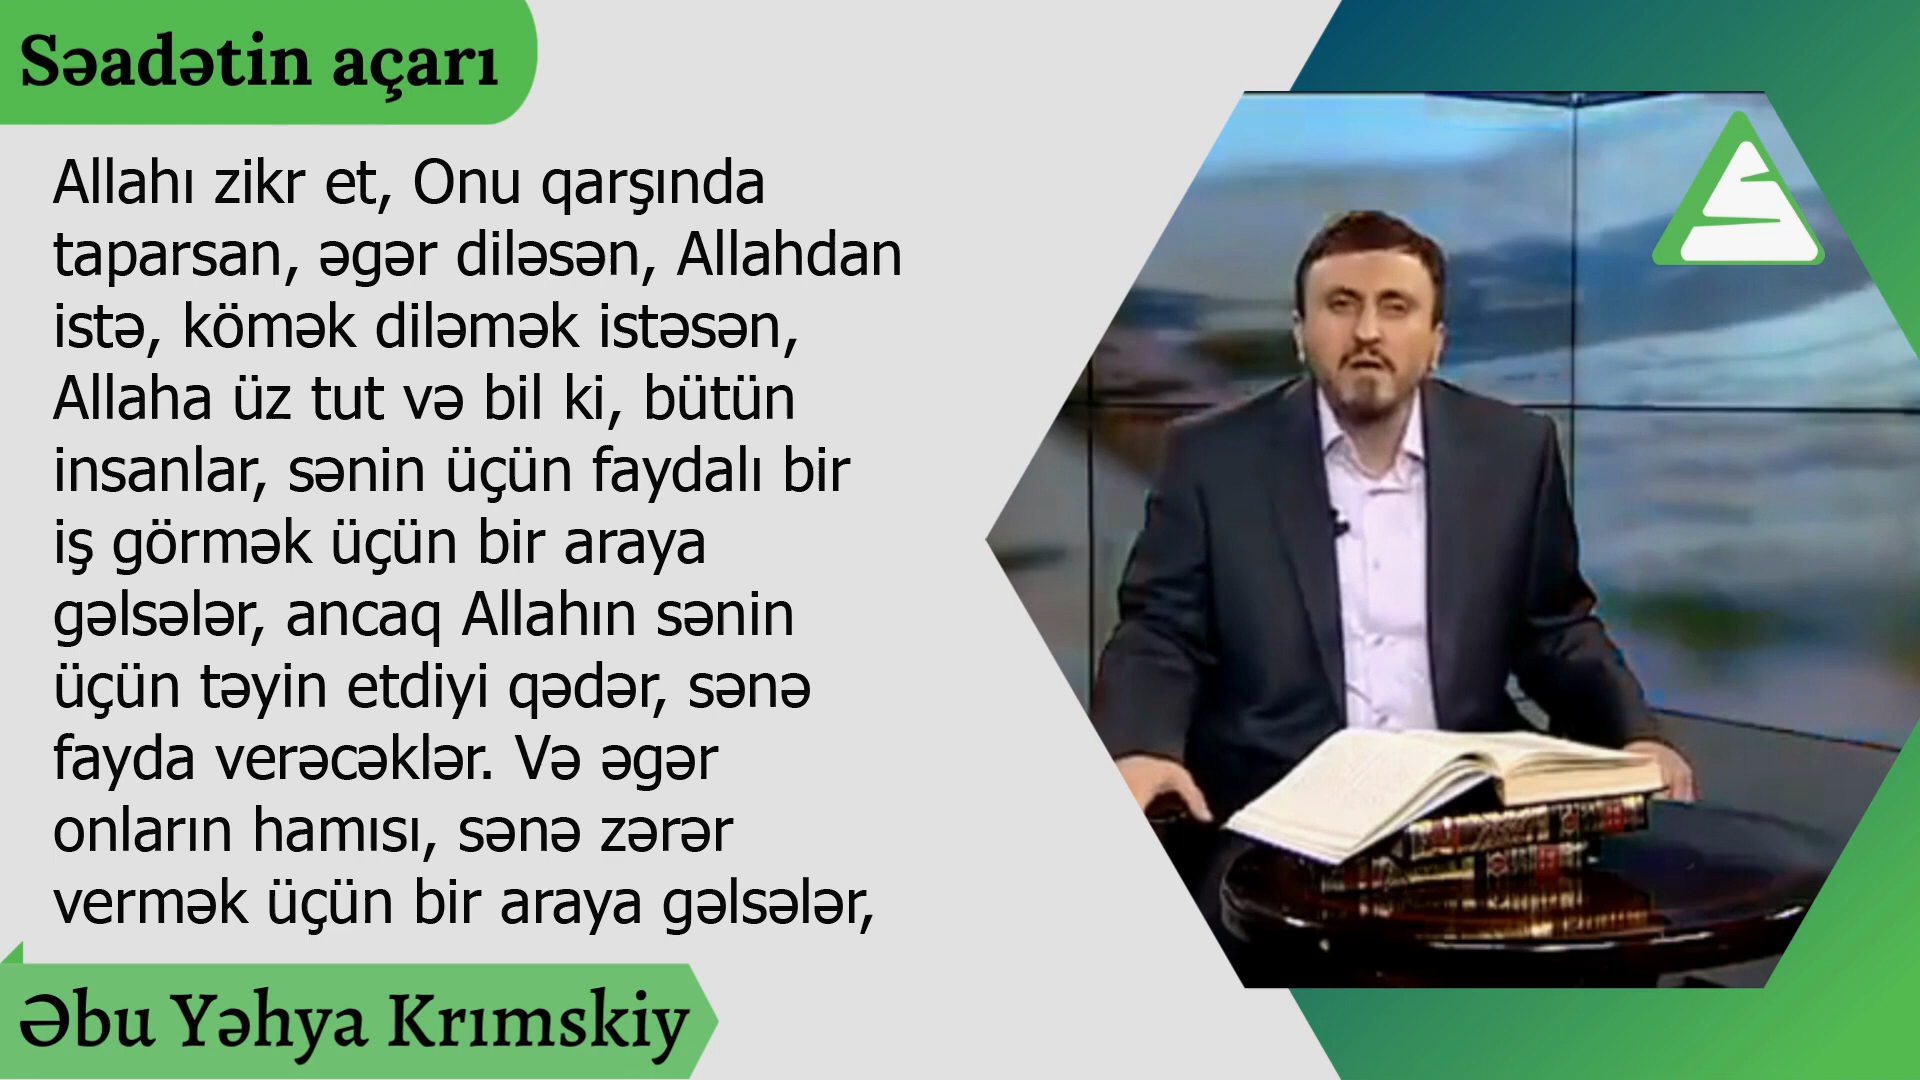 Səadətin açarı
Allahı zikr et, Onu qarşında
taparsan, əgər diləsən, Allahdan
istə, kömək diləmək istəsən,
Allaha üz tut və bil ki, bütün
insanlar, sənin üçün faydalı bir
iş görmək üçün bir araya
gəlsələr, ancaq Allahın sənin
üçün təyin etdiyi qədər, sənə
fayda verəcəklər. Və əgər
onların hamısı, sənə zərər
vermək üçün bir araya gəlsələr,
Əbu Yəhya Krımskiy